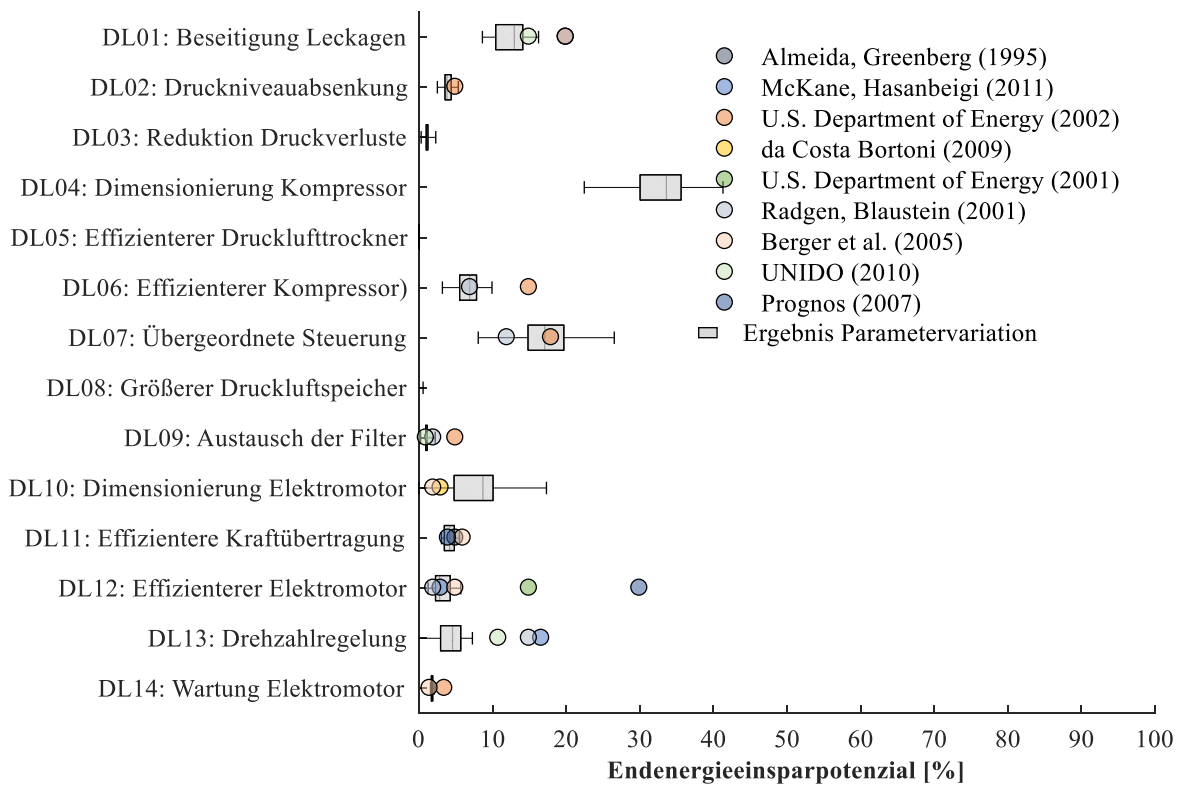 DL01: Beseitigung Leckagen
DL02: Druckniveauabsenkung
DL03: Reduktion Druckverluste
DL04: Dimensionierung Kompressor
DL05: Effizienterer Drucklufttrockner
DL06: Effizienterer Kompressor)
DL07: Übergeordnete Steuerung
DL08: Größerer Druckluftspeicher
DL09: Austausch der Filter
DL10: Dimensionierung Elektromotor
DL11: Effizientere Kraftübertragung
DL12: Effizienterer Elektromotor
DL13: Drehzahlregelung
DL14: Wartung Elektromotor
Almeida, Greenberg (1995)
McKane, Hasanbeigi (2011)
U.S. Department of Energy (2002)
da Costa Bortoni (2009)
U.S. Department of Energy (2001)
Radgen, Blaustein (2001)
Berger et al. (2005)
UNIDO (2010)
Prognos (2007)
Ergebnis Parametervariation
0 10 20 30 40 50 60 70 80 90 100
Endenergieeinsparpotenzial [%]